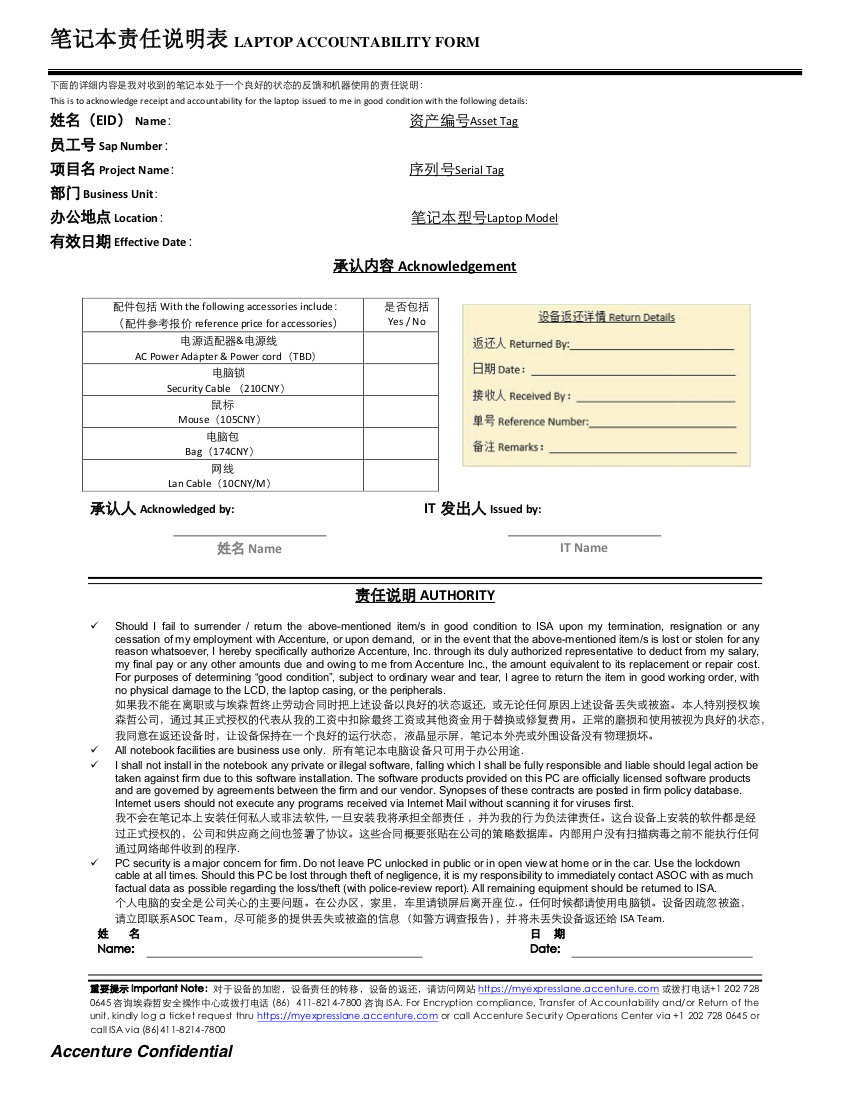 笔记本责任说明表 LAPTOP ACCOUNTABILITY FORM
下面的详细内容是我对收到的笔记本处于一个良好的状态的反馈和机器使用的责任说明：
This is to acknowledge receipt and accountability for the laptop issued to me in good condition with the following details:
姓名（EID） Name： 资产编号Asset Tag
员工号 Sap Number：
项目名 Project Name： 序列号Serial Tag
部门 Business Unit：
办公地点 Location： 笔记本型号Laptop Model
有效日期 Effective Date：
承认内容 Acknowledgement
配件包括 With the following accessories include： 是否包括
（配件参考报价 reference price for accessories） Yes / No
电源适配器&电源线
AC Power Adapter & Power cord（TBD）
电脑锁
Security Cable （210CNY）
鼠标
Mouse（105CNY）
电脑包
Bag（174CNY）
网线
Lan Cable（10CNY/M）
设备返还详情 Return Details
返还人 Returned By:
日期 Date：
接收人 Received By：
单号 Reference Number:
备注 Remarks：
承认人 Acknowledged by: IT 发出人 Issued by:
姓名 Name IT Name
责任说明 AUTHORITY
✓ Should I fail to surrender / return the above-mentioned item/s in good condition to ISA upon my termination, resignation or any
cessation of my employment with Accenture, or upon demand, or in the event that the above-mentioned item/s is lost or stolen for any
reason whatsoever, I hereby specifically authorize Accenture, Inc. through its duly authorized representative to deduct from my salary,
my final pay or any other amounts due and owing to me from Accenture Inc., the amount equivalent to its replacement or repair cost.
For purposes of determining “good condition”, subject to ordinary wear and tear, I agree to return the item in good working order, with
no physical damage to the LCD, the laptop casing, or the peripherals.
如果我不能在离职或与埃森哲终止劳动合同时把上述设备以良好的状态返还, 或无论任何原因上述设备丢失或被盗。本人特别授权埃
森哲公司，通过其正式授权的代表从我的工资中扣除最终工资或其他资金用于替换或修复费用。正常的磨损和使用被视为良好的状态,
我同意在返还设备时，让设备保持在一个良好的运行状态，液晶显示屏，笔记本外壳或外围设备没有物理损坏。
✓ All notebook facilities are business use only. 所有笔记本电脑设备只可用于办公用途.
✓ I shall not install in the notebook any private or illegal software, falling which I shall be fully responsible and liable should legal action be
taken against firm due to this software installation. The software products provided on this PC are officially licensed software products
and are governed by agreements between the firm and our vendor. Synopses of these contracts are posted in firm policy database.
Internet users should not execute any programs received via Internet Mail without scanning it for viruses first.
我不会在笔记本上安装任何私人或非法软件, 一旦安装我将承担全部责任，并为我的行为负法律责任。这台设备上安装的软件都是经
过正式授权的，公司和供应商之间也签署了协议。这些合同概要张贴在公司的策略数据库。内部用户没有扫描病毒之前不能执行任何
通过网络邮件收到的程序.
✓ PC security is a major concern for firm. Do not leave PC unlocked in public or in open view at home or in the car. Use the lockdown
cable at all times. Should this PC be lost through theft of negligence, it is my responsibility to immediately contact ASOC with as much
factual data as possible regarding the loss/theft (with police-review report). All remaining equipment should be returned to ISA.
个人电脑的安全是公司关心的主要问题。在公办区，家里，车里请锁屏后离开座位.。任何时候都请使用电脑锁。设备因疏忽被盗，
请立即联系ASOC Team，尽可能多的提供丢失或被盗的信息（如警方调查报告)，并将未丢失设备返还给 ISA Team.
姓 名 日 期
Name: Date:
重要提示 Important Note：对于设备的加密，设备责任的转移，设备的返还，请访问网站 https://myexpresslane.accenture.com 或拨打电话+1 202 728
0645 咨询埃森哲安全操作中心或拨打电话 (86）411-8214-7800 咨询 ISA. For Encryption compliance, Transfer of Accountability and/or Return of the
unit, kindly log a ticket request thru https://myexpresslane.accenture.com or call Accenture Security Operations Center via +1 202 728 0645 or
call ISA via (86)411-8214-7800
Accenture Confidential